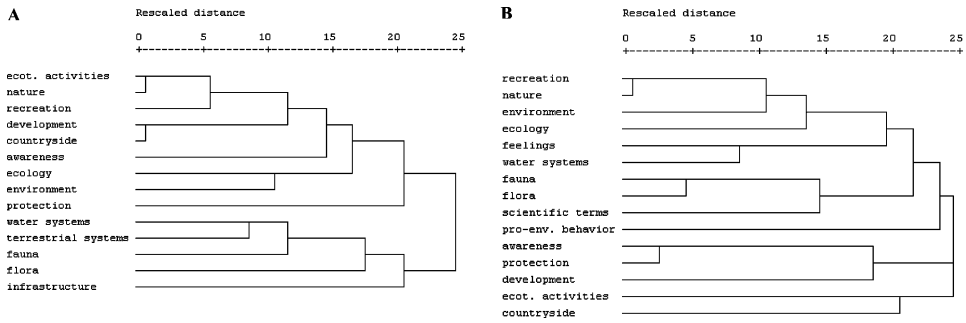 A
Rescaled distance
0 5 10 15 20 25
ecot. activities
nature
recreation
development
countryside
awareness
ecology
environment
protection
water systems
terrestrial systems
fauna
flora
infrastructure
B
Rescaled distance
0 5 10 15 20 25
recreation
nature
environment
ecology
feelings
water systems
fauna
flora
scientific terms
pro-env. behavior
awareness
protection
development
ecot. activities
countryside